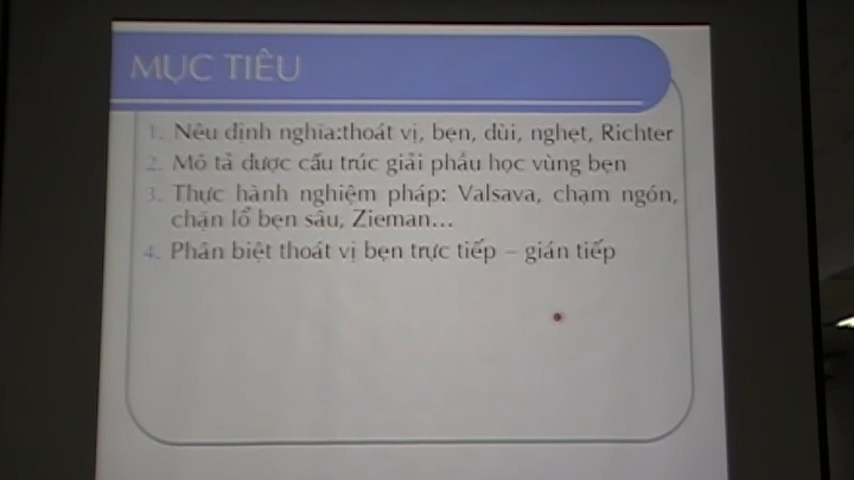 MỤC TIÊU
1. Nêu định nghĩa:thoát vị, bẹn, đùi, nghẹt, Richter
2. Mô tả được cấu trúc giải phẫu học vùng bẹn
3. Thực hành nghiệm pháp: Valsava, chạm ngón,
chặn lổ bẹn sâu, Zieman...
4. Phân biệt thoát vị bẹn trực tiếp – gián tiếp